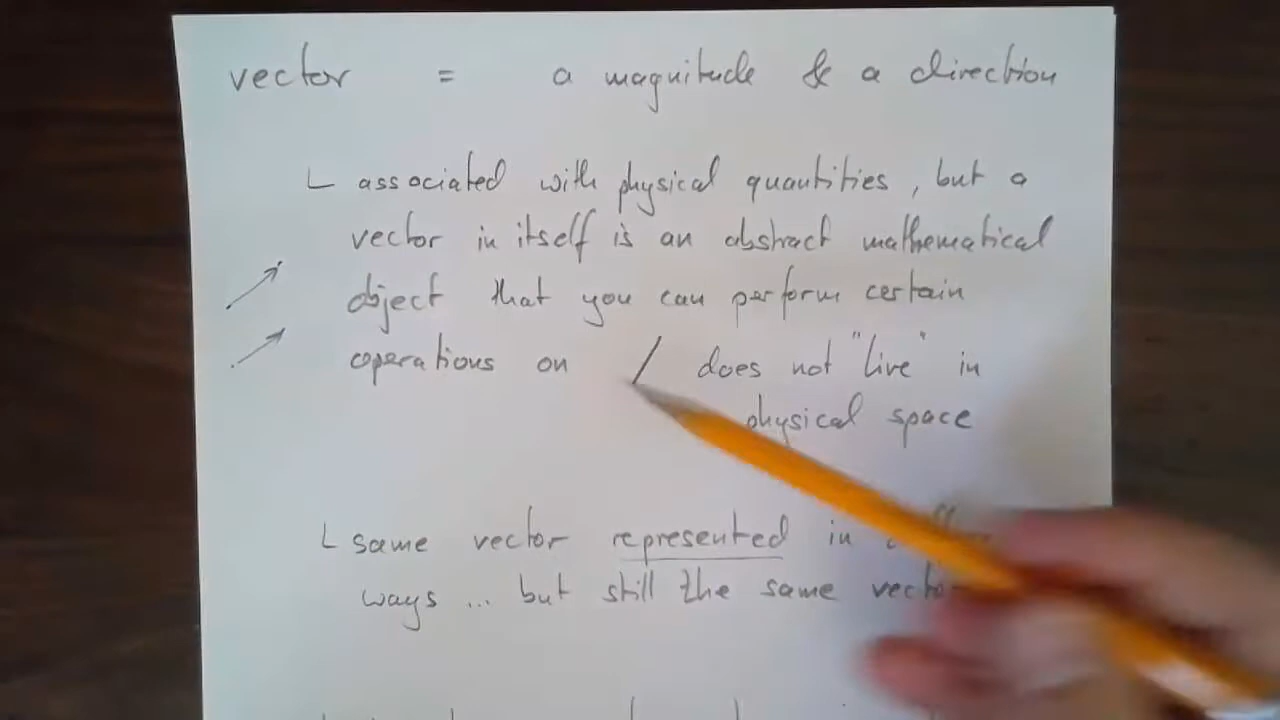 vector = a magnitude & a direction
associated with physical quantities, but a
vector in itself is an abstract mathematical
object that you can perform certain
operations on / does not "live" in
physical space
same vector represented in
ways ... but still the same vector